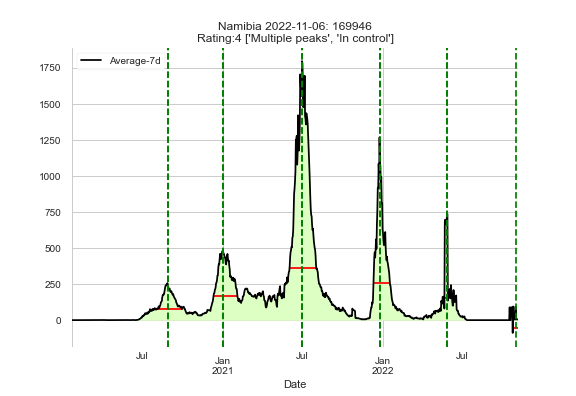 Namibia 2022-11-06: 169946
Rating:4 ['Multiple peaks', 'In control']
Average-7d
1750
1500
1250
1000
750
500
250
0
Jul
Jan
2021
Jul
Jan
2022
Jul
Date